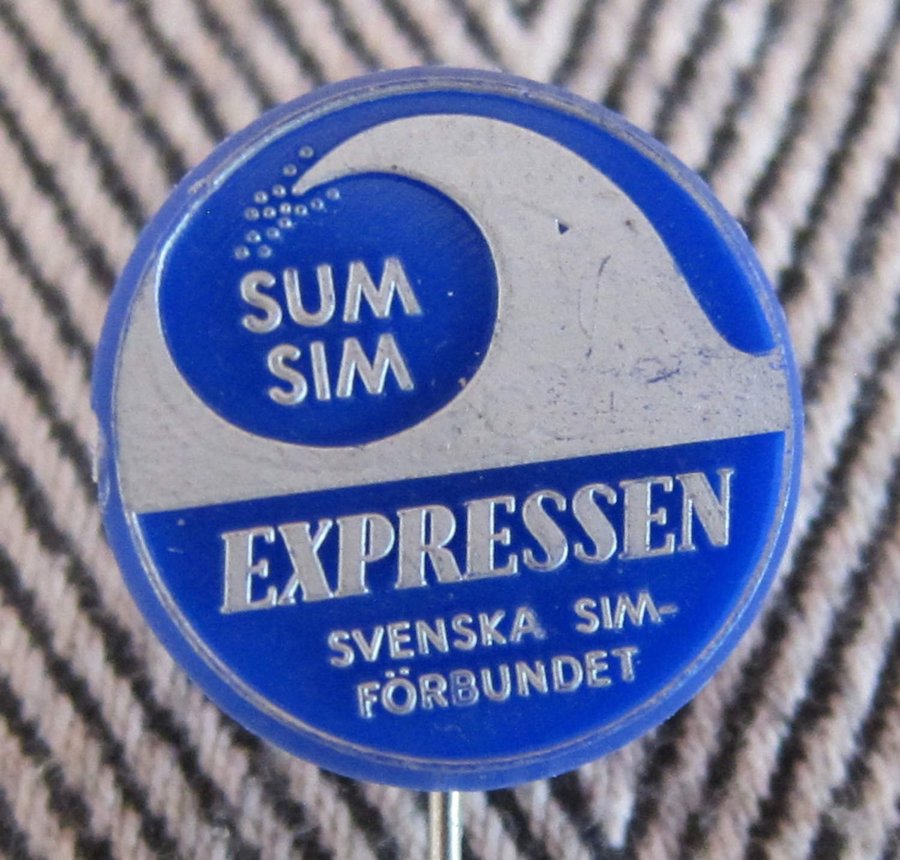 SUM
SIM
EXPRESSEN
SVENSKA SIM-
FÖRBUNDET